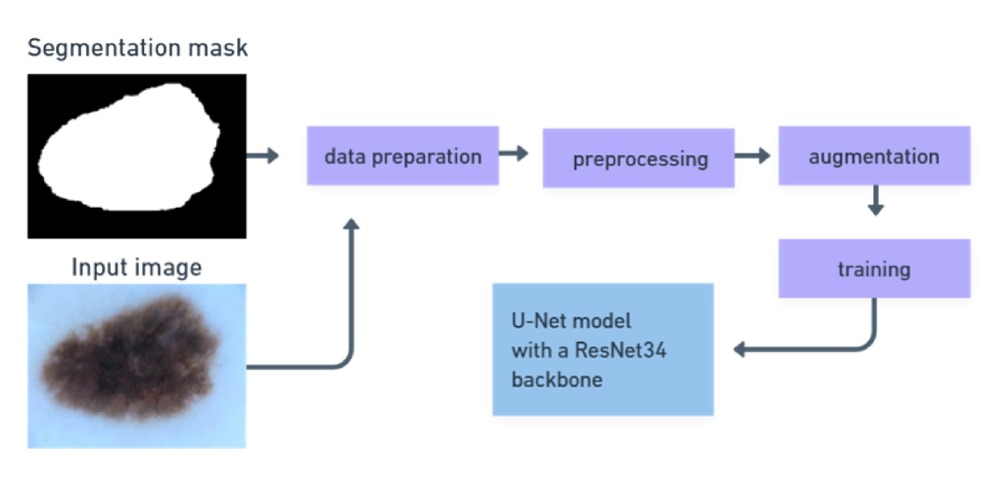 Segmentation mask
data preparation
preprocessing
augmentation
Input image
training
U-Net model
with a ResNet34
backbone